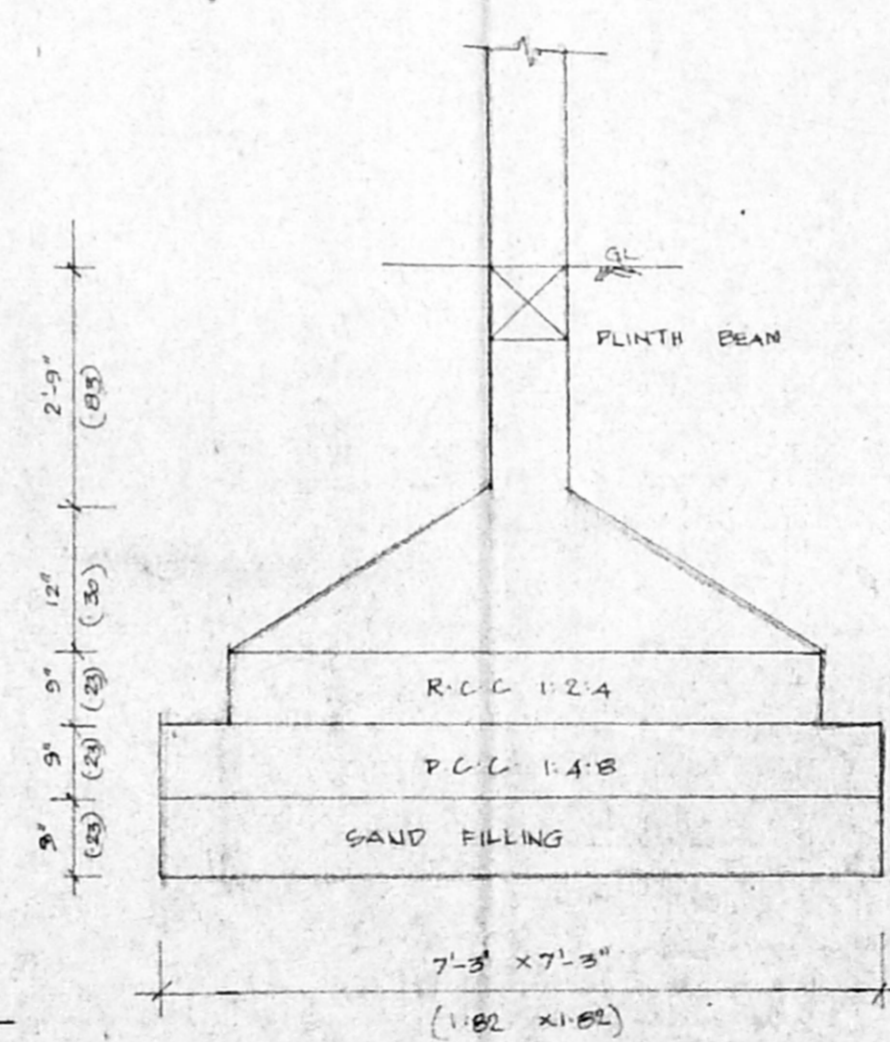 GL
PLINTH BEAM
2'-9"
(.83)
12"
(.30)
9"
(.23)
R.C.C 1:2:4
9"
(.23)
P.C.C 1:4:8
9"
(.23)
SAND FILLING
7'-3" x 7'-3"
(1.82 x 1.82)